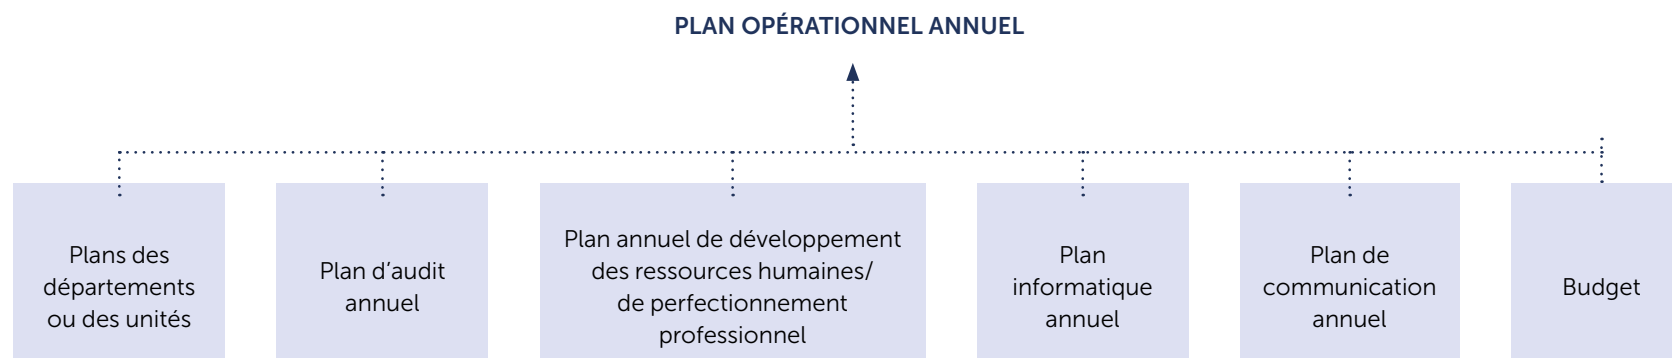 PLAN OPÉRATIONNEL ANNUEL
Plans des
départements
ou des unités
Plan d’audit
annuel
Plan annuel de développement
des ressources humaines/
de perfectionnement
professionnel
Plan
informatique
annuel
Plan de
communication
annuel
Budget